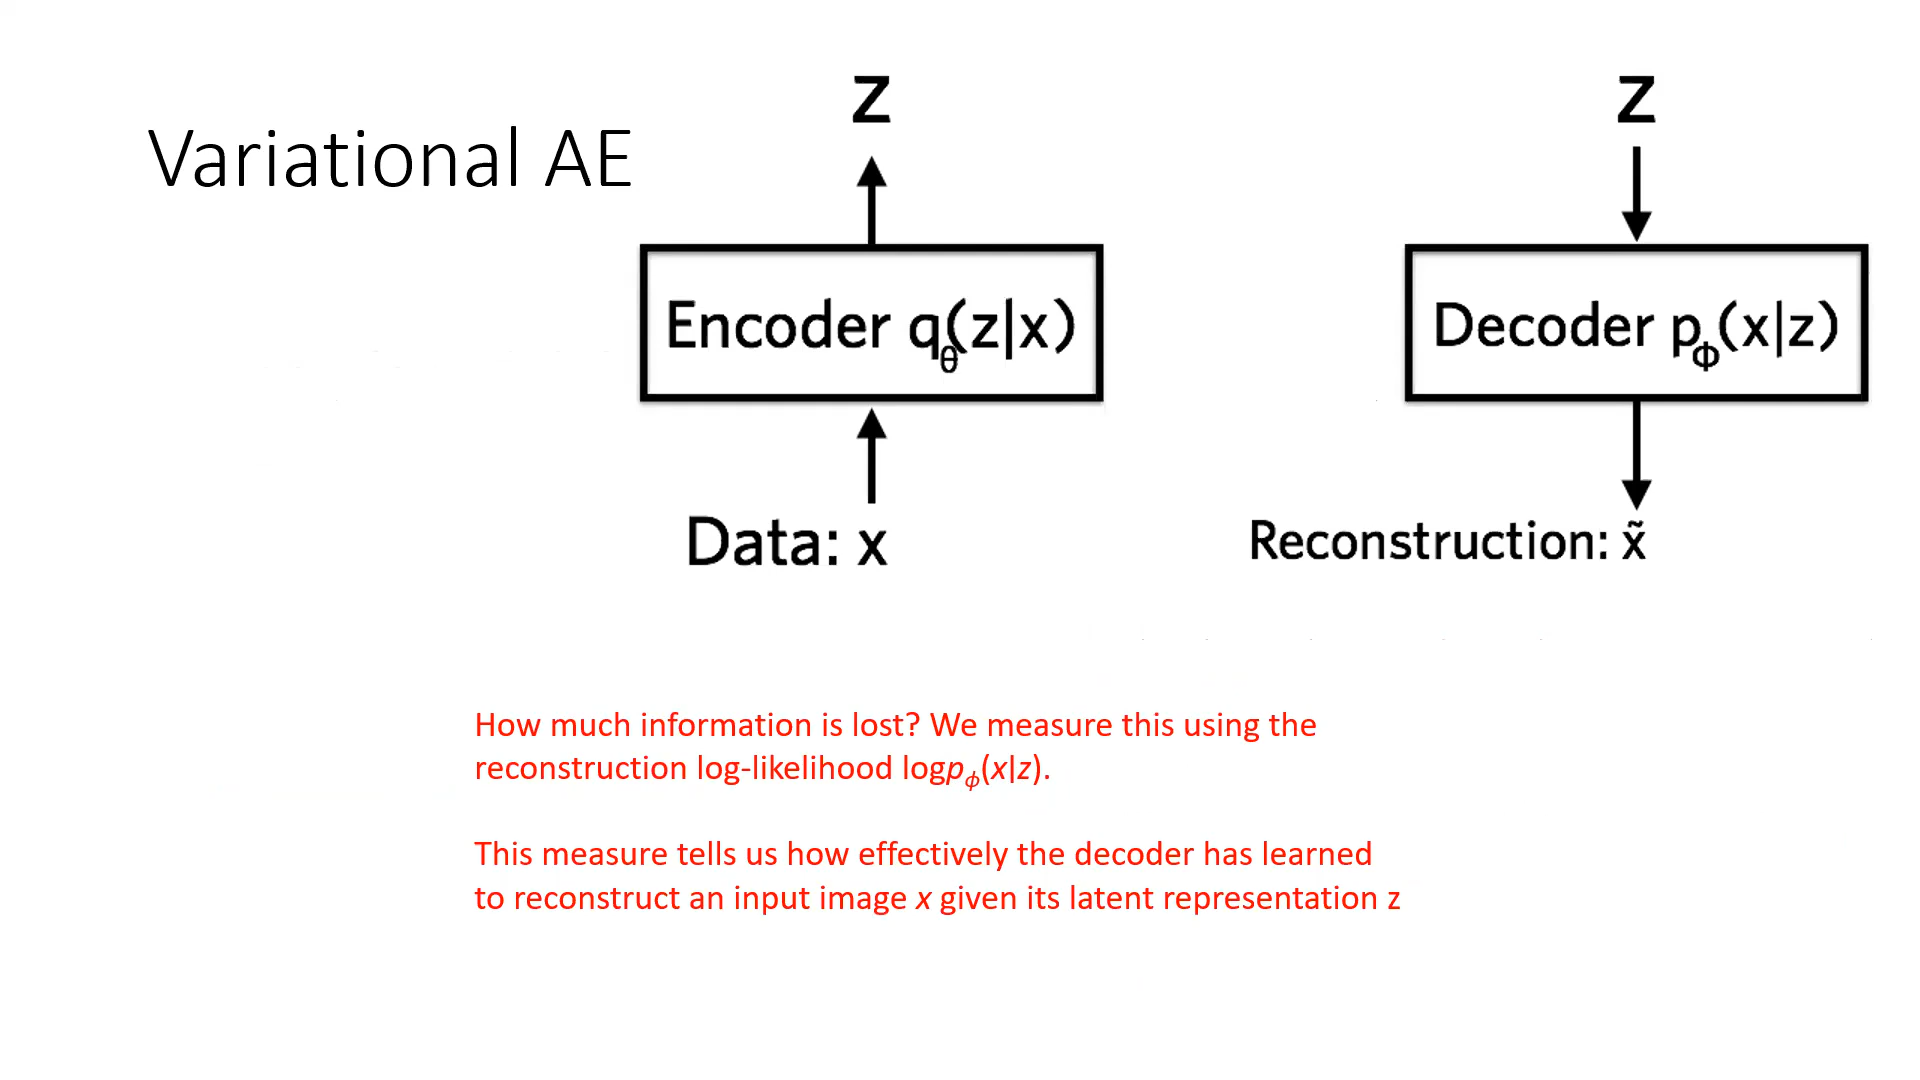 Variational AE
z
Encoder qθ(z|x)
Data: x
z
Decoder pΦ(x|z)
Reconstruction: x̃
How much information is lost? We measure this using the
reconstruction log-likelihood logpϕ(x|z).
This measure tells us how effectively the decoder has learned
to reconstruct an input image x given its latent representation z